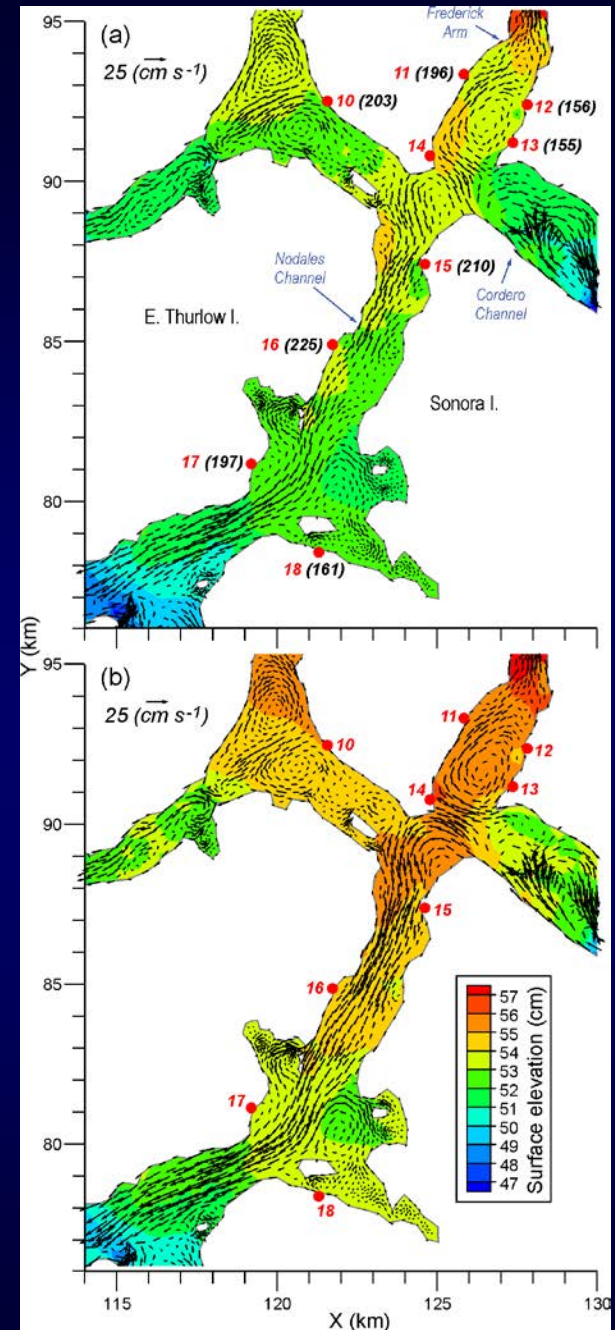 95
(a)
25 (cm s-1)
Frederick
Arm
11 (196)
10 (203)
12 (156)
14
13 (155)
90
15 (210)
Nodales
Channel
Cordero
Channel
E. Thurlow I.
85
16 (225)
Sonora I.
17 (197)
80
18 (161)
Y (km)
95
(b)
25 (cm s-1)
11
10
12
14
13
90
15
85
16
57
56
55
54
53
52
51
50
49
48
47
Surface elevation (cm)
17
80
18
115
120
125
130
X (km)